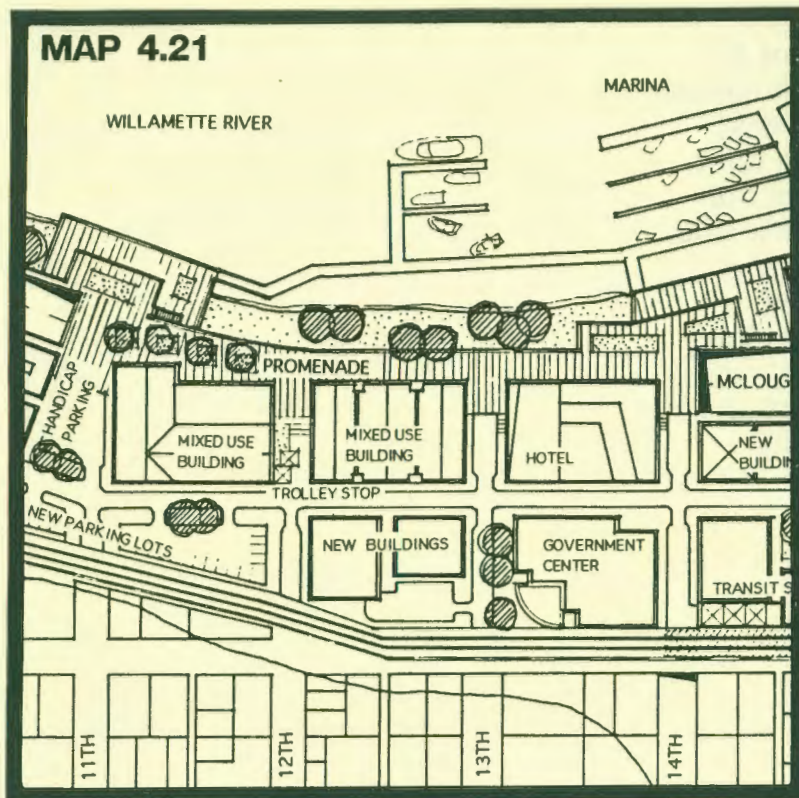 MAP 4.21
MARINA
WILLAMETTE RIVER
PROMENADE
HANDICAP
PARKING
MCLOUG
MIXED USE
BUILDING
MIXED USE
BUILDING
HOTEL
NEW
BUILDIN
TROLLEY STOP
NEW PARKING LOTS
NEW BUILDINGS
GOVERNMENT
CENTER
TRANSIT S
11TH
12TH
13TH
14TH